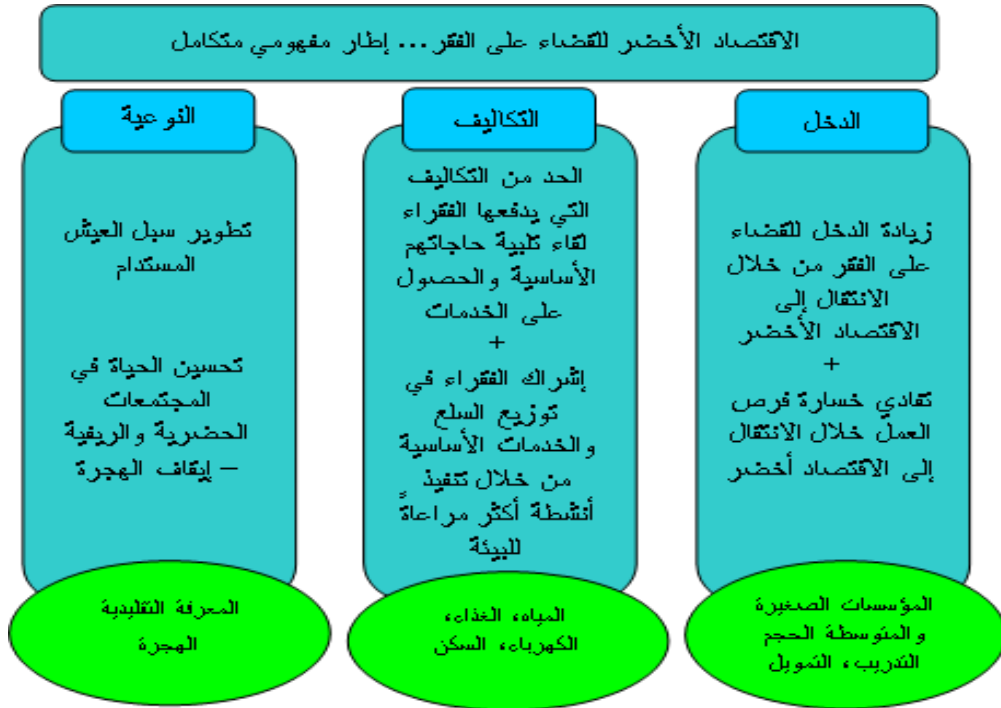 الاقتصاد الأخضر للقضاء على الفقر... إطار مفهومي متكامل
الدخل
زيادة الدخل للقضاء
على الفقر من خلال
الانتقال إلى
الاقتصاد الأخضر
+
تفادي خسارة فرص
العمل خلال الانتقال
إلى الاقتصاد أخضر
المؤسسات الصغيرة
والمتوسطة الحجم
التدريب، التمويل
التكاليف
الحد من التكاليف
التي يدفعها الفقراء
لقاء تلبية حاجاتهم
الأساسية والحصول
على الخدمات
+
إشراك الفقراء في
توزيع السلع
والخدمات الأساسية
من خلال تنفيذ
أنشطة أكثر مراعاةً
للبيئة
المياه، الغذاء،
الكهرباء، السكن
النوعية
تطوير سبل العيش
المستدام
تحسين الحياة في
المجتمعات
الحضرية والريفية
– إيقاف الهجرة
المعرفة التقليدية
الهجرة